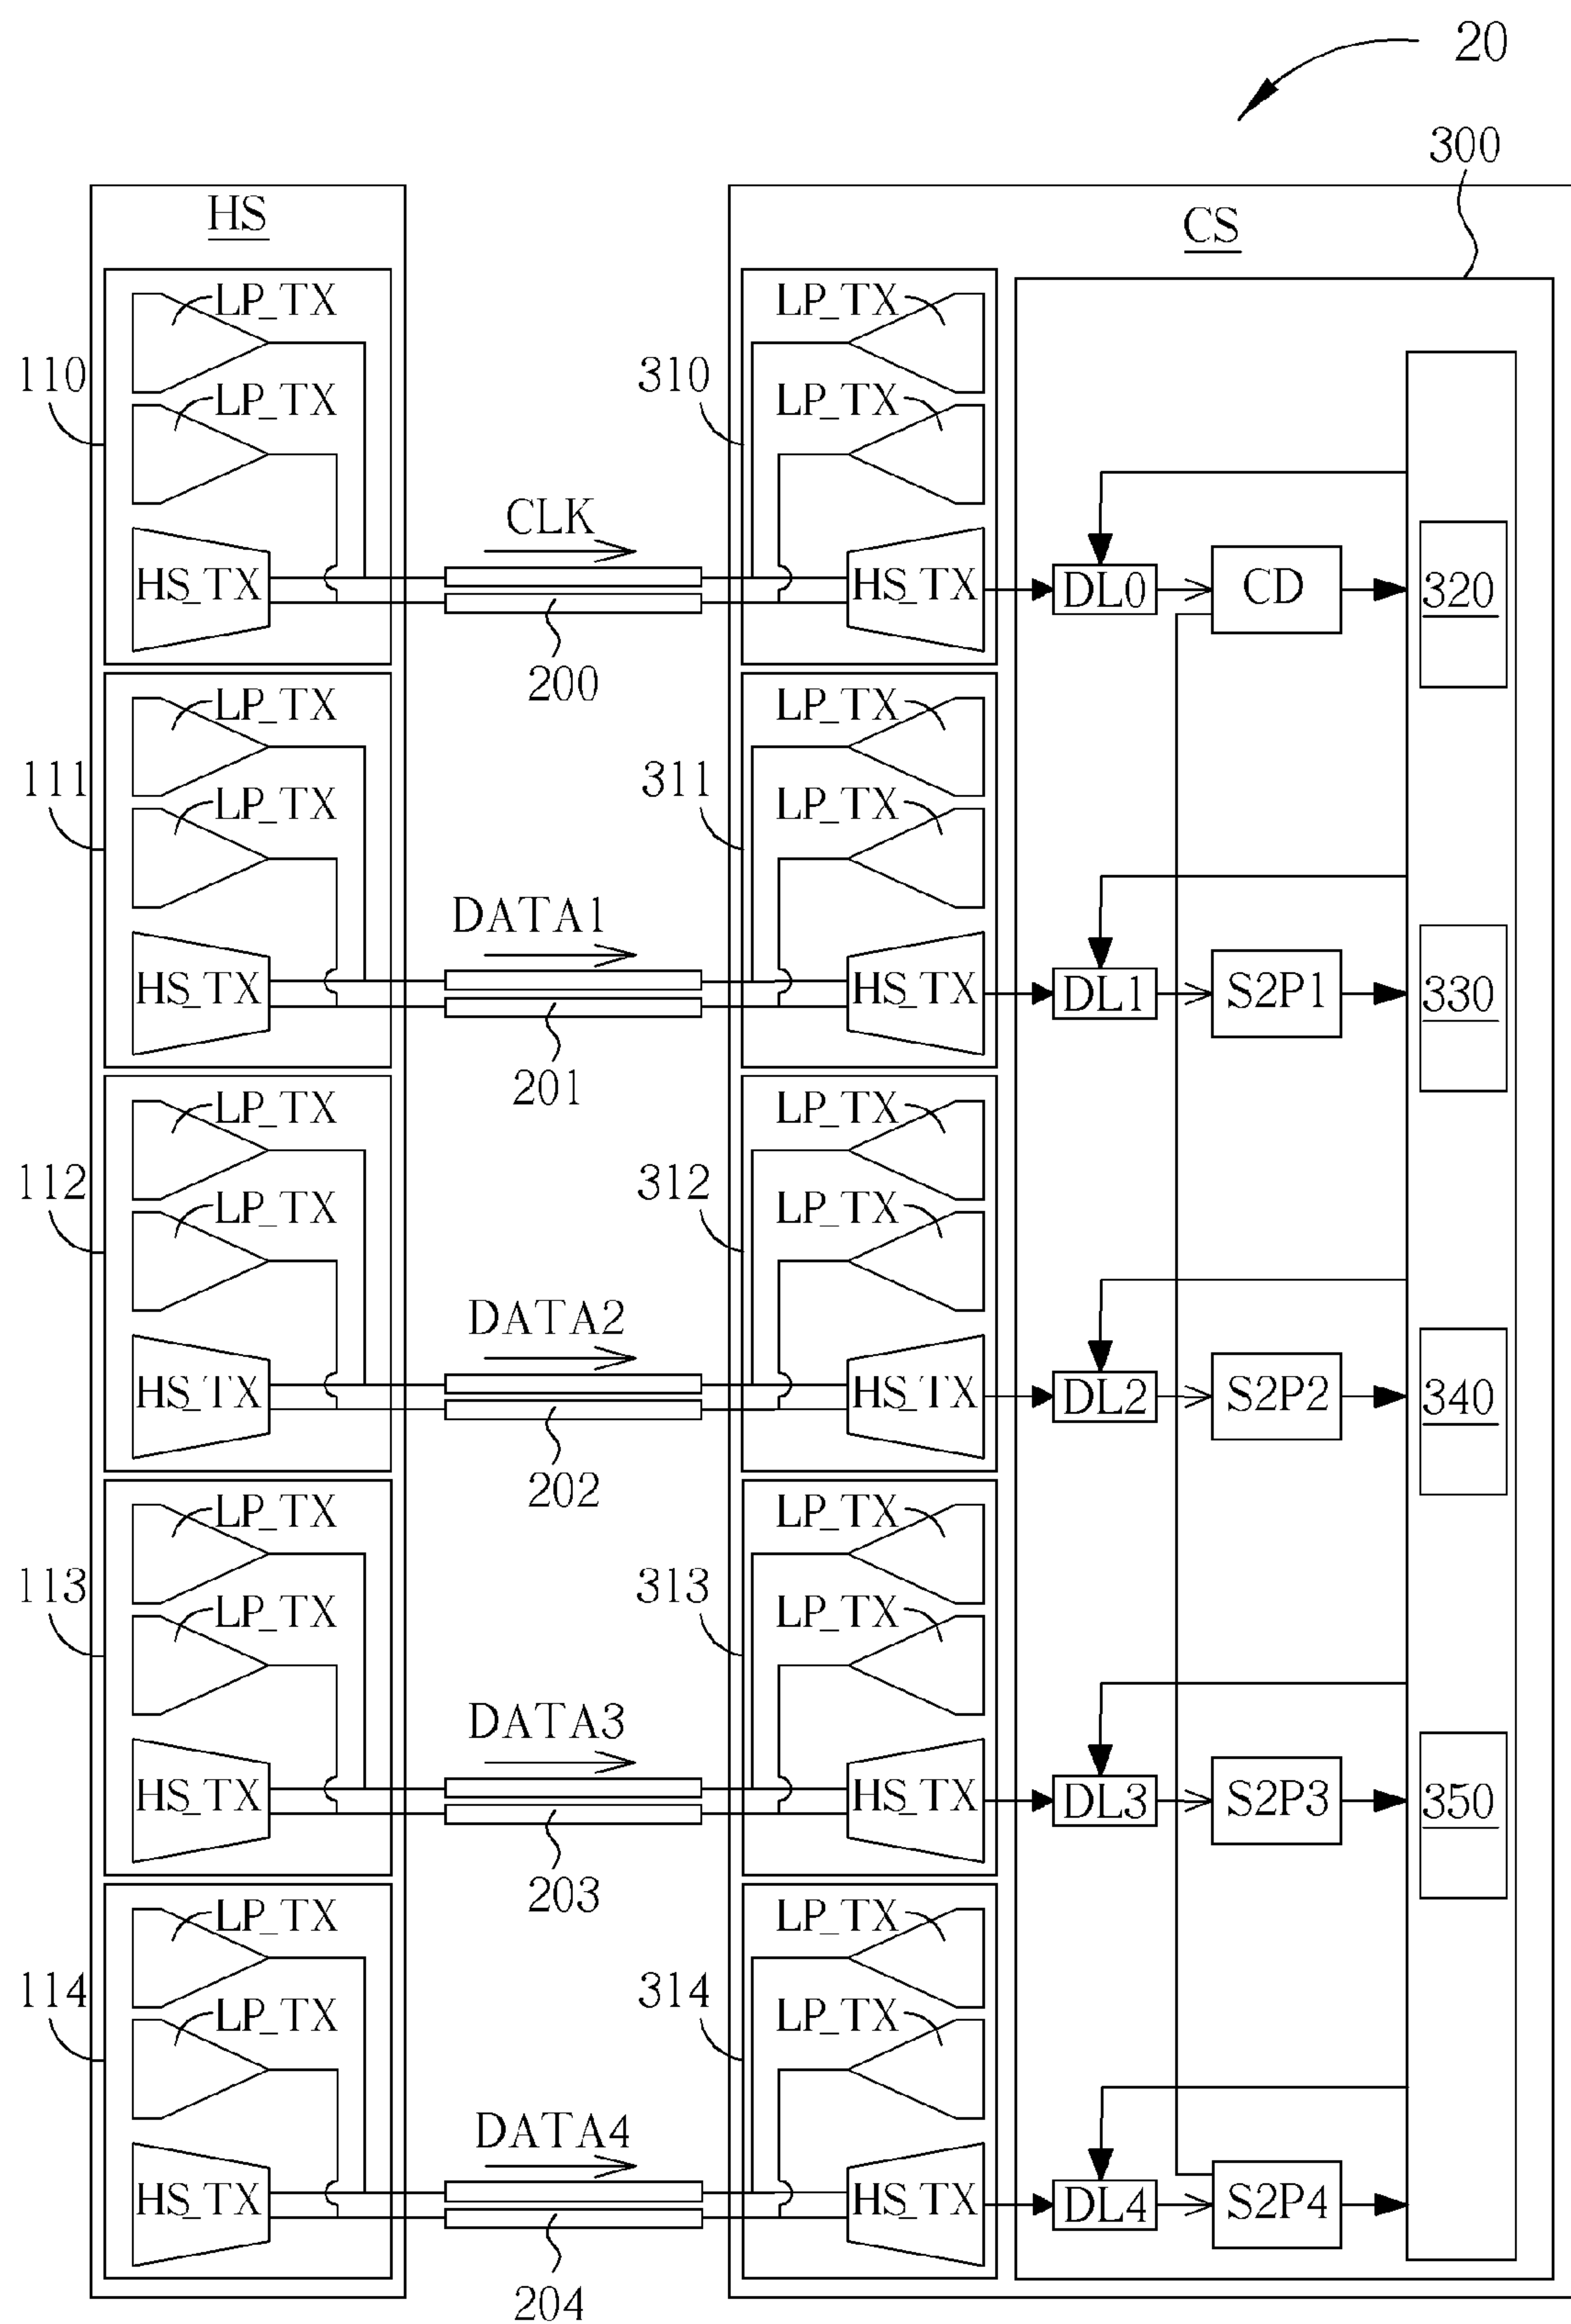 20
300
HS
CS
LP_TX
LP_TX
110
310
LP_TX
LP_TX
CLK
HS_TX
HS_TX
DL0
CD
320
200
LP_TX
LP_TX
111
311
LP_TX
LP_TX
DATA1
HS_TX
HS_TX
DL1
S2P1
330
201
LP_TX
LP_TX
112
312
LP_TX
LP_TX
DATA2
HS_TX
HS_TX
DL2
S2P2
340
202
LP_TX
LP_TX
113
313
LP_TX
LP_TX
DATA3
HS_TX
HS_TX
DL3
S2P3
350
203
LP_TX
LP_TX
114
314
LP_TX
LP_TX
DATA4
HS_TX
HS_TX
DL4
S2P4
204